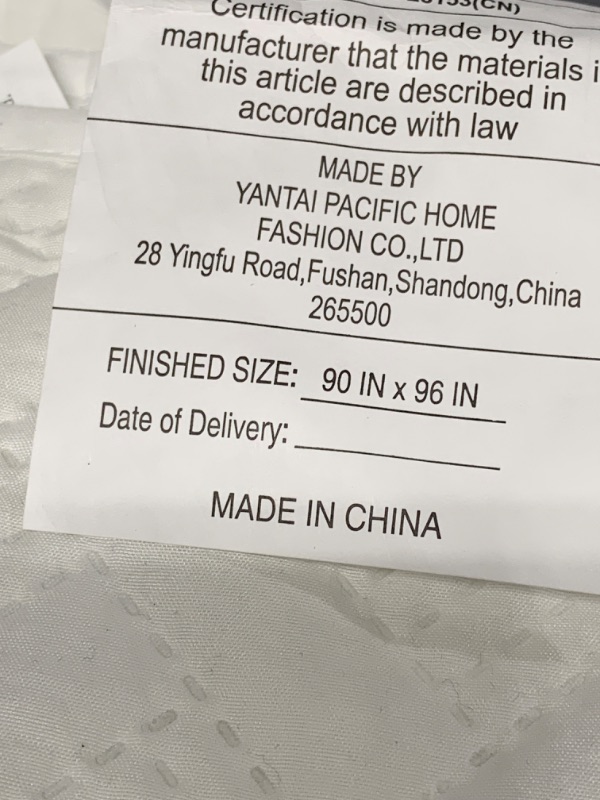 (CN)
Certification is made by the
manufacturer that the materials i
this article are described in
accordance with law
MADE BY
YANTAI PACIFIC HOME
FASHION CO.,LTD
28 Yingfu Road,Fushan,Shandong,China
265500
FINISHED SIZE: 90 IN x 96 IN
Date of Delivery:
MADE IN CHINA